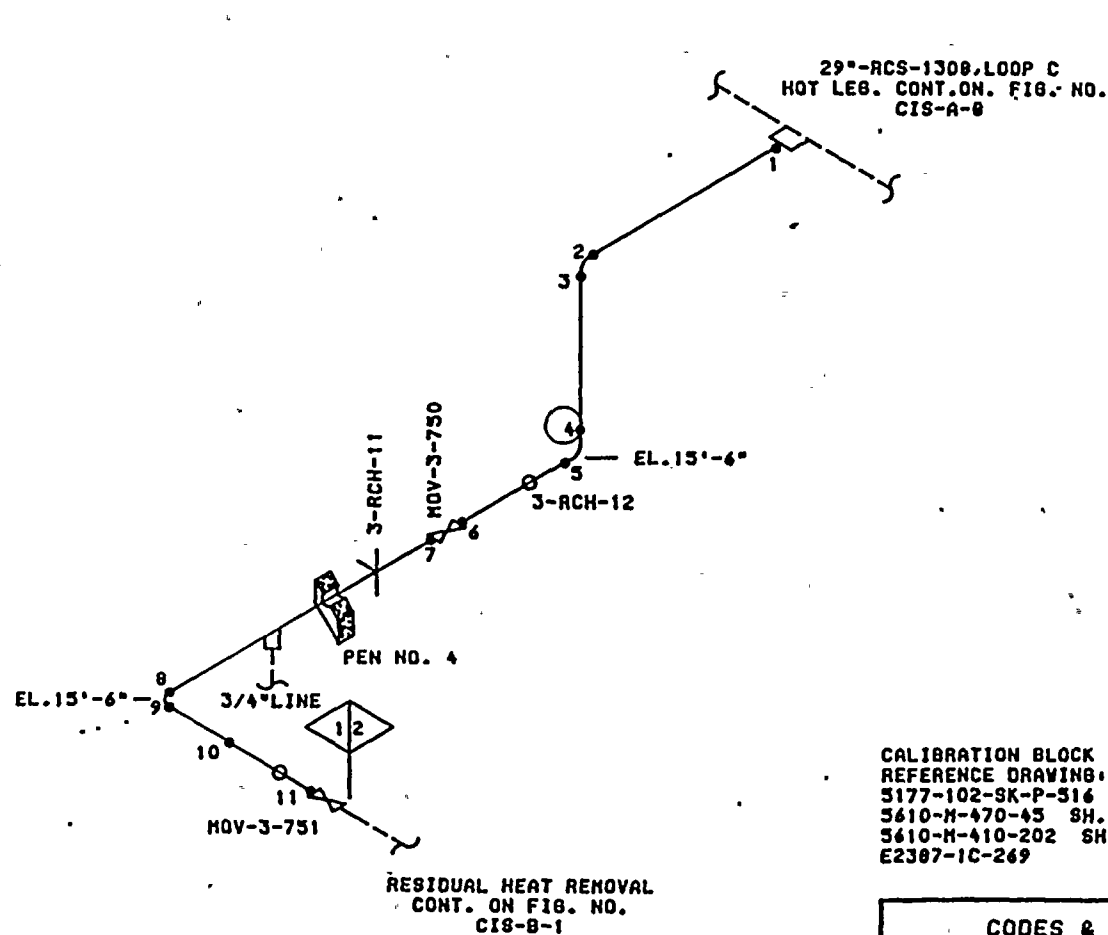 29"-RCS-1308,LOOP C
HOT LEG. CONT.ON. FIG. NO.
CIS-A-8
1
2
3
4
5
EL.15'-6"
3-RCH-12
MOV-3-750
3-RCH-11
6
7
PEN NO. 4
8
EL.15'-6"
9
3/4"LINE
1 2
10
11
MOV-3-751
RESIDUAL HEAT REMOVAL
CONT. ON FIG. NO.
CIS-B-1
CALIBRATION BLOCK
REFERENCE DRAWING:
5177-102-SK-P-516
5610-M-470-45 SH.
5610-M-410-202 SH
E2387-1C-269
CODES &